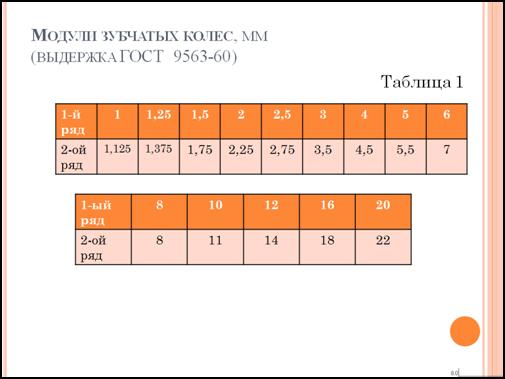 Модули зубчатых колес, мм
(выдержка ГОСТ 9563-60)
Таблица 1
1-й ряд 1 1,25 1,5 2 2,5 3 4 5 6
2-ой ряд 1,125 1,375 1,75 2,25 2,75 3,5 4,5 5,5 7
1-ый ряд 8 10 12 16 20
2-ой ряд 8 11 14 18 22